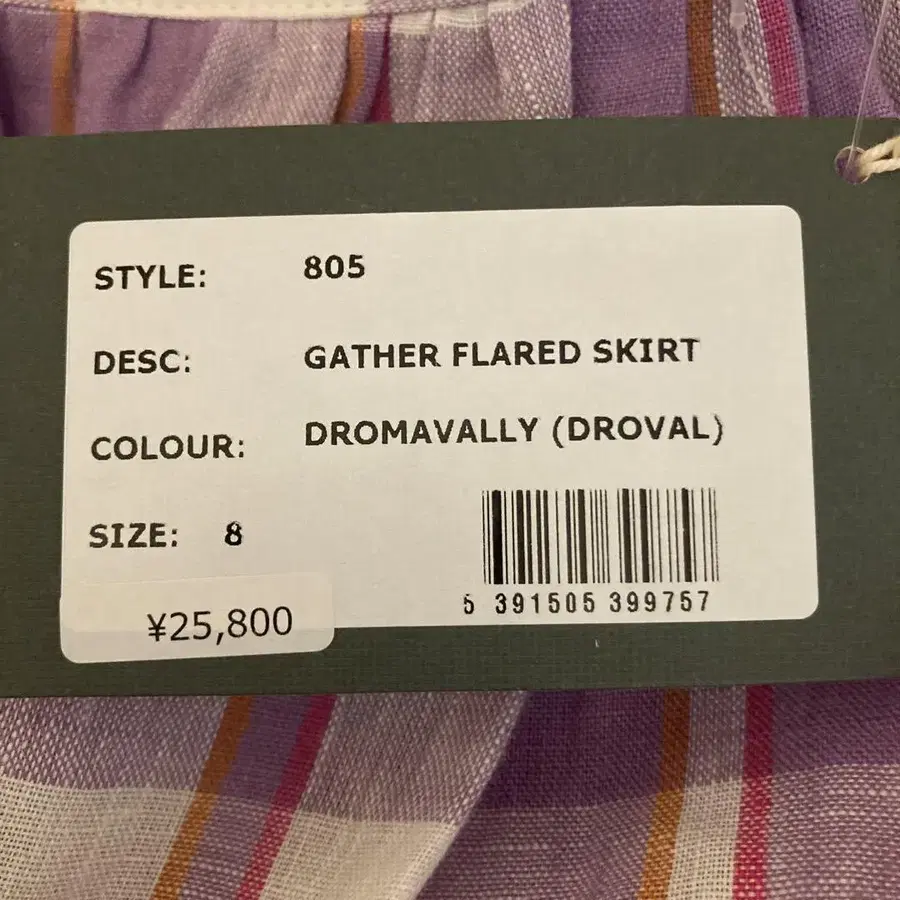 STYLE: 805
DESC: GATHER FLARED SKIRT
COLOUR: DROMAVALLY (DROVAL)
SIZE: 8
5 391505 399757
¥25,800